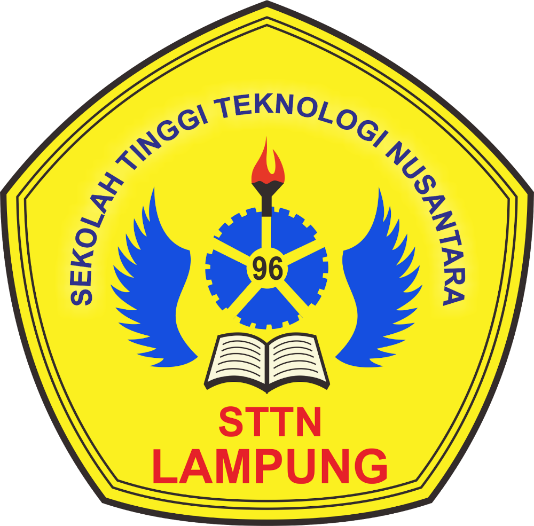 SEKOLAH TINGGI TEKNOLOGI NUSANTARA
96
STTN
LAMPUNG